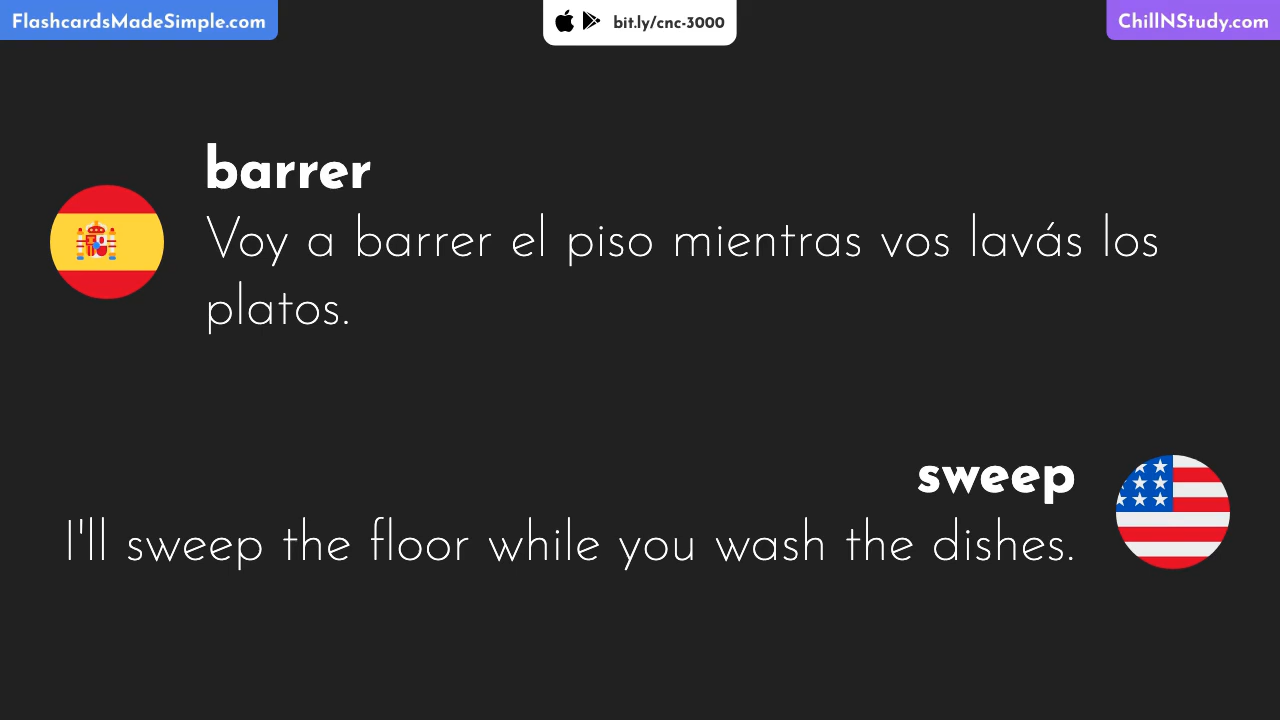 FlashcardsMadeSimple.com
bit.ly/cnc-3000
ChillNStudy.com
barrer
Voy a barrer el piso mientras vos lavás los
platos.
sweep
I'll sweep the floor while you wash the dishes.